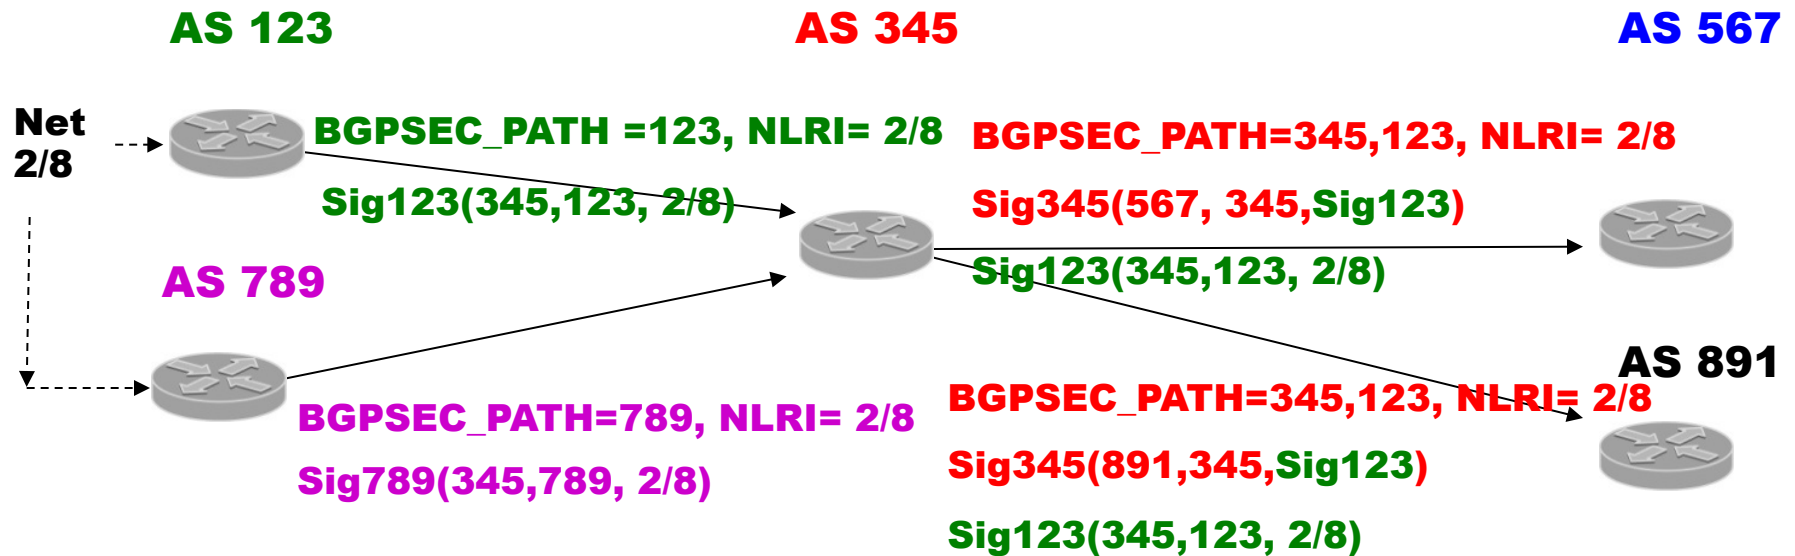 AS 123
AS 345
AS 567
Net
2/8
BGPSEC_PATH =123, NLRI= 2/8
Sig123(345,123, 2/8)
BGPSEC_PATH=345,123, NLRI= 2/8
Sig345(567, 345,Sig123)
Sig123(345,123, 2/8)
AS 789
BGPSEC_PATH=789, NLRI= 2/8
Sig789(345,789, 2/8)
AS 891
BGPSEC_PATH=345,123, NLRI= 2/8
Sig345(891,345,Sig123)
Sig123(345,123, 2/8)